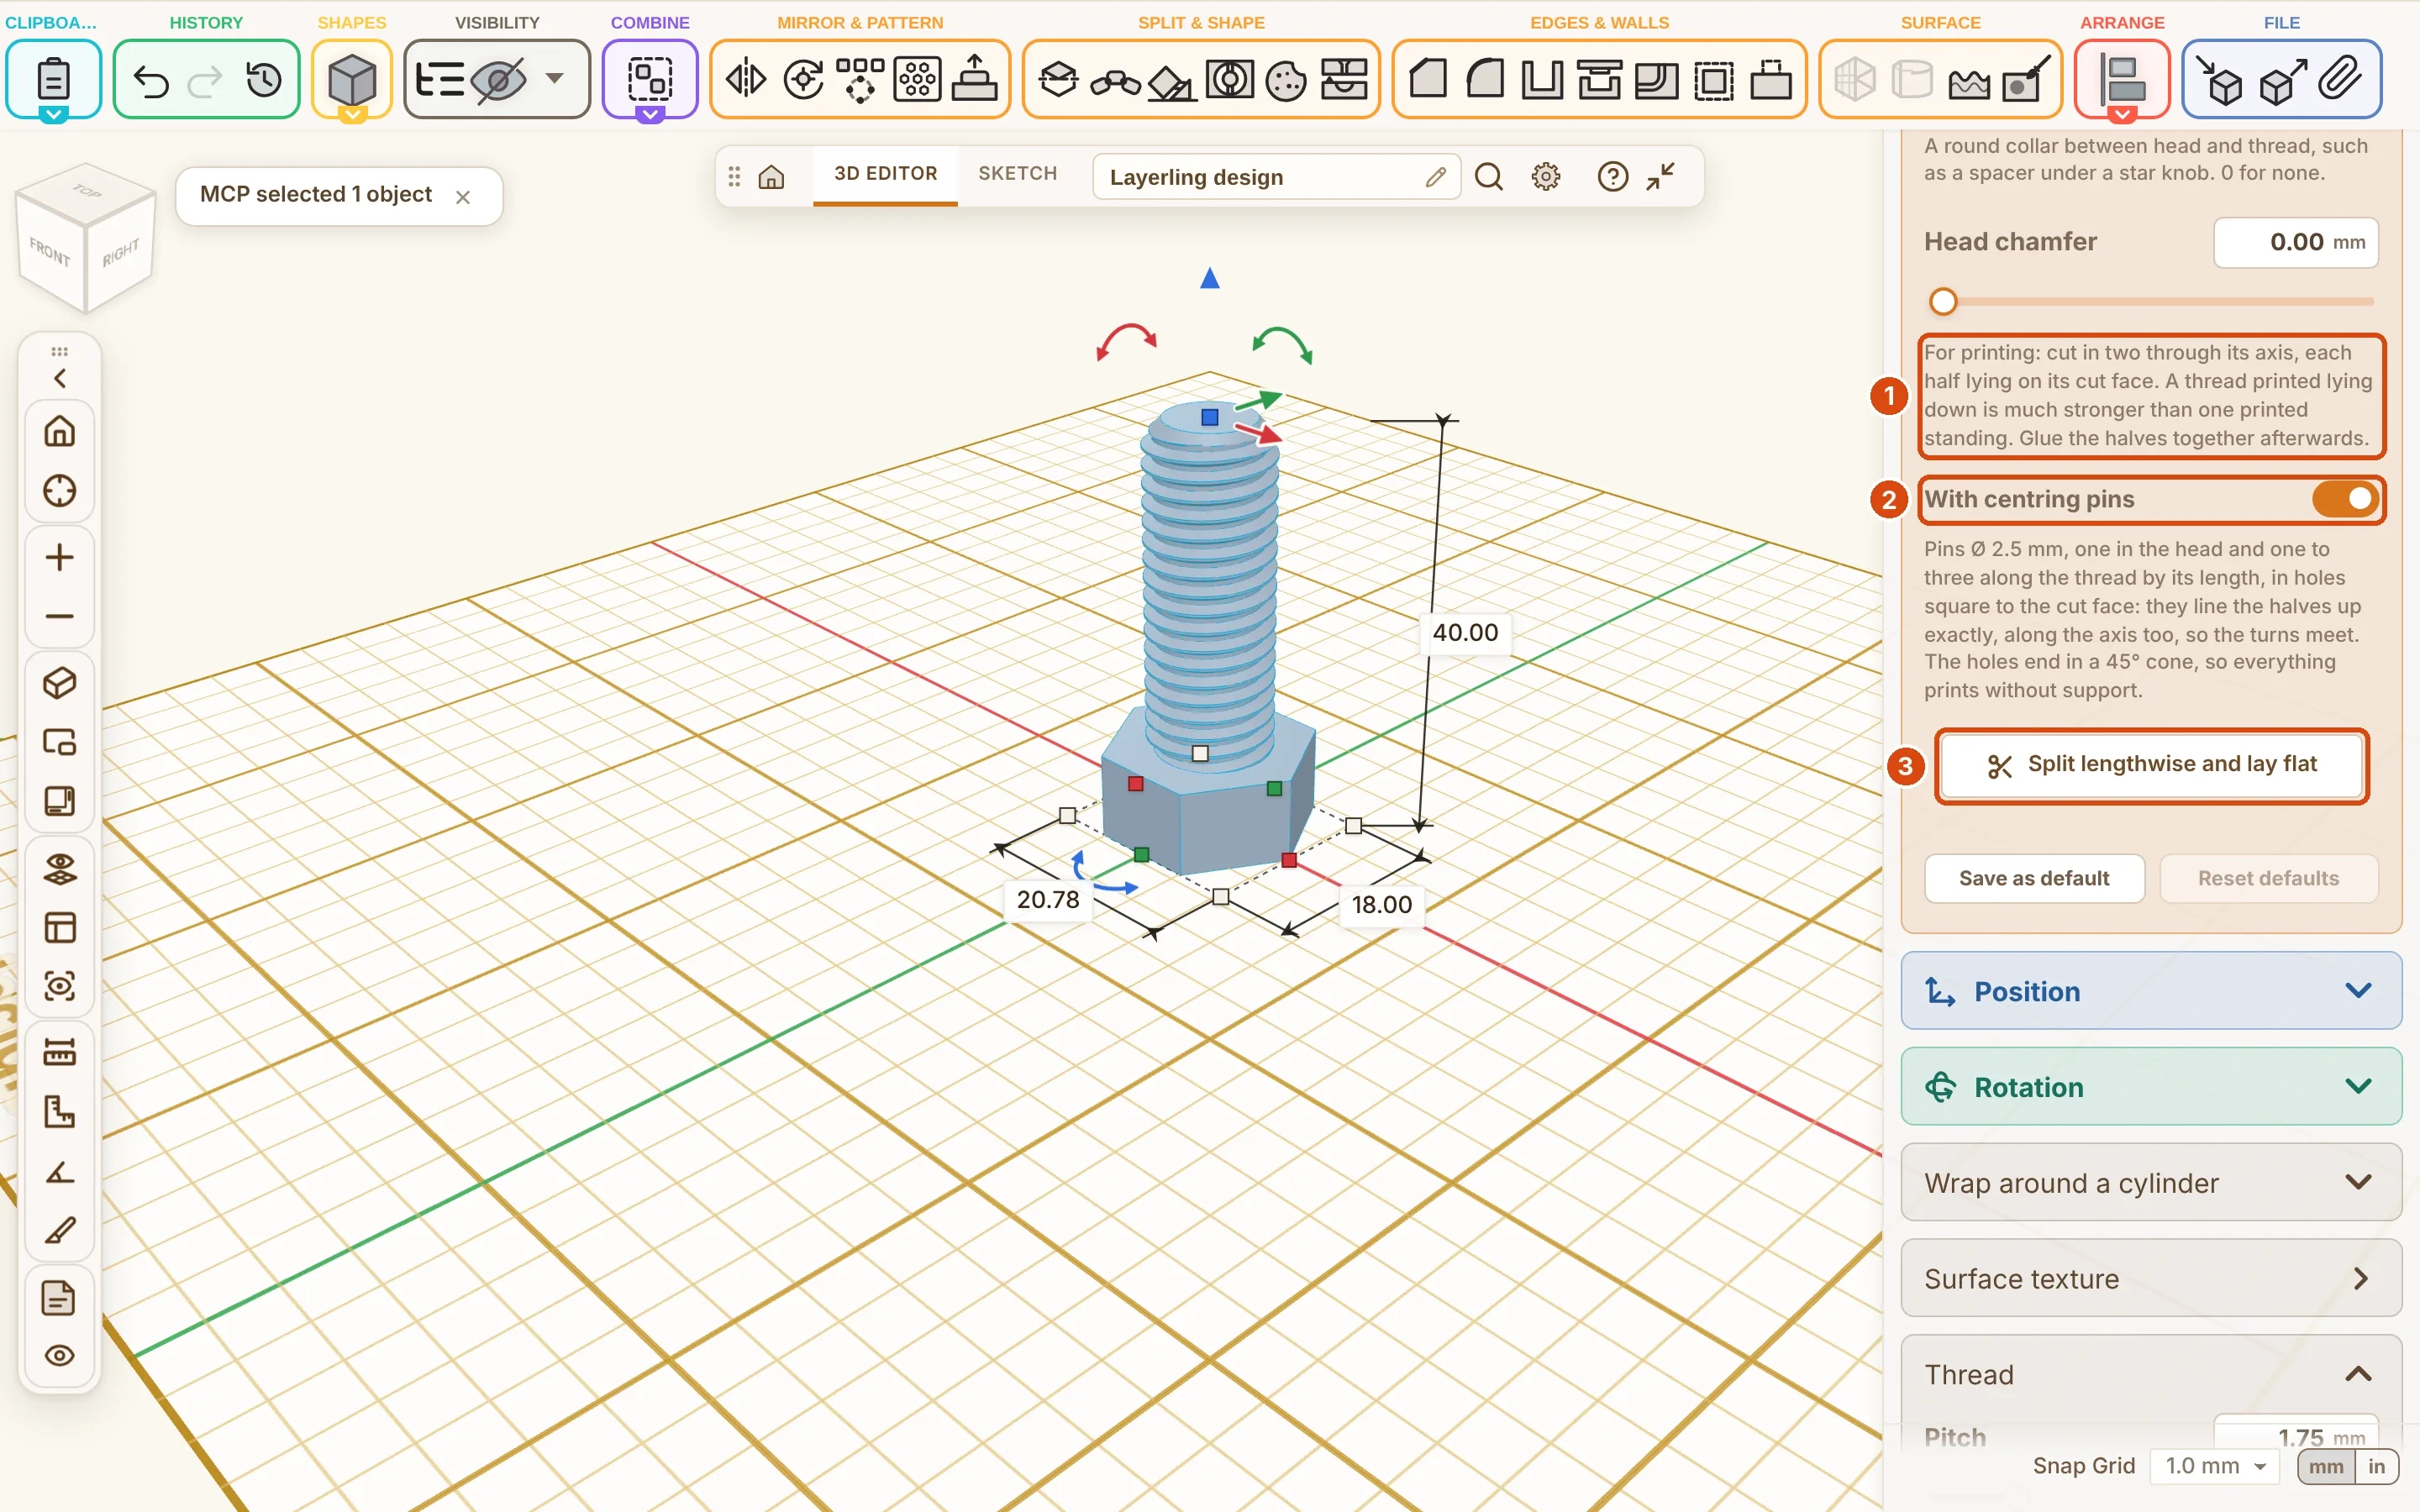 CLIPBOA... HISTORY SHAPES VISIBILITY COMBINE MIRROR & PATTERN SPLIT & SHAPE EDGES & WALLS SURFACE ARRANGE FILE
TOP
FRONT
RIGHT
MCP selected 1 object
3D EDITOR
SKETCH
Layerling design
A round collar between head and thread, such
as a spacer under a star knob. 0 for none.
Head chamfer
0.00 mm
1
For printing: cut in two through its axis, each
half lying on its cut face. A thread printed lying
down is much stronger than one printed
standing. Glue the halves together afterwards.
2
With centring pins
Pins Ø 2.5 mm, one in the head and one to
three along the thread by its length, in holes
square to the cut face: they line the halves up
exactly, along the axis too, so the turns meet.
The holes end in a 45° cone, so everything
prints without support.
3
Split lengthwise and lay flat
Save as default
Reset defaults
40.00
20.78
18.00
Position
Rotation
Wrap around a cylinder
Surface texture
Thread
Pitch
1.75 mm
Snap Grid
1.0 mm
mm
in